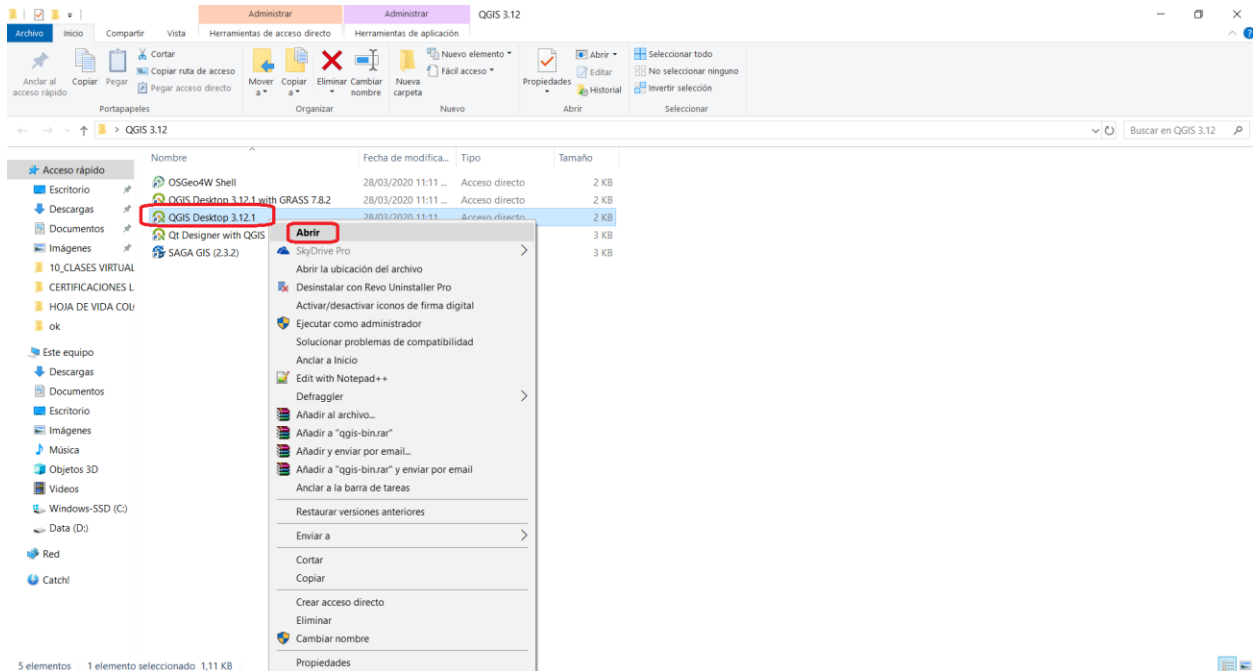 Administrar
Administrar
QGIS 3.12
Archivo
Inicio
Compartir
Vista
Herramientas de acceso directo
Herramientas de aplicación
Anclar al
acceso rápido
Copiar
Pegar
Cortar
Copiar ruta de acceso
Pegar acceso directo
Portapapeles
Mover
a
Copiar
a
Eliminar
Cambiar
nombre
Organizar
Nueva
carpeta
Nuevo elemento
Fácil acceso
Nuevo
Propiedades
Abrir
Editar
Historial
Abrir
Seleccionar todo
No seleccionar ninguno
Invertir selección
Seleccionar
> QGIS 3.12
Buscar en QGIS 3.12
Acceso rápido
Escritorio
Descargas
Documentos
Imágenes
10_CLASES VIRTUAL
CERTIFICACIONES L
HOJA DE VIDA COL
ok
Este equipo
Descargas
Documentos
Escritorio
Imágenes
Música
Objetos 3D
Videos
Windows-SSD (C:)
Data (D:)
Red
Catch!
Nombre
Fecha de modifica...
Tipo
Tamaño
OSGeo4W Shell 28/03/2020 11:11 ... Acceso directo 2 KB
QGIS Desktop 3.12.1 with GRASS 7.8.2 28/03/2020 11:11 ... Acceso directo 2 KB
QGIS Desktop 3.12.1 28/03/2020 11:11 Acceso directo 2 KB
Qt Designer with QGIS 3 KB
SAGA GIS (2.3.2) 3 KB
Abrir
SkyDrive Pro
Abrir la ubicación del archivo
Desinstalar con Revo Uninstaller Pro
Activar/desactivar iconos de firma digital
Ejecutar como administrador
Solucionar problemas de compatibilidad
Anclar a Inicio
Edit with Notepad++
Defraggler
Añadir al archivo...
Añadir a "qgis-bin.rar"
Añadir y enviar por email...
Añadir a "qgis-bin.rar" y enviar por email
Anclar a la barra de tareas
Restaurar versiones anteriores
Enviar a
Cortar
Copiar
Crear acceso directo
Eliminar
Cambiar nombre
Propiedades
5 elementos
1 elemento seleccionado 1,11 KB